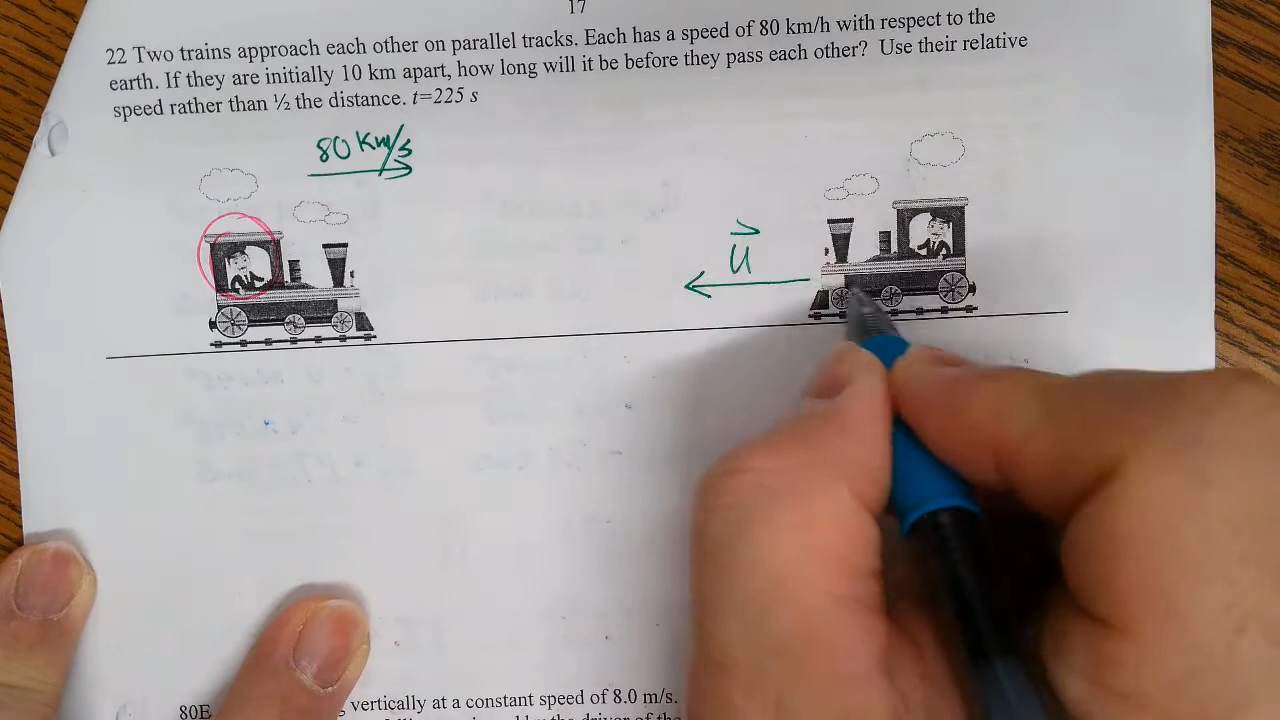 17
22 Two trains approach each other on parallel tracks. Each has a speed of 80 km/h with respect to the
earth. If they are initially 10 km apart, how long will it be before they pass each other? Use their relative
speed rather than ½ the distance. t=225 s
80 Km/s
u
80E
vertically at a constant speed of 8.0 m/s.
driver of the